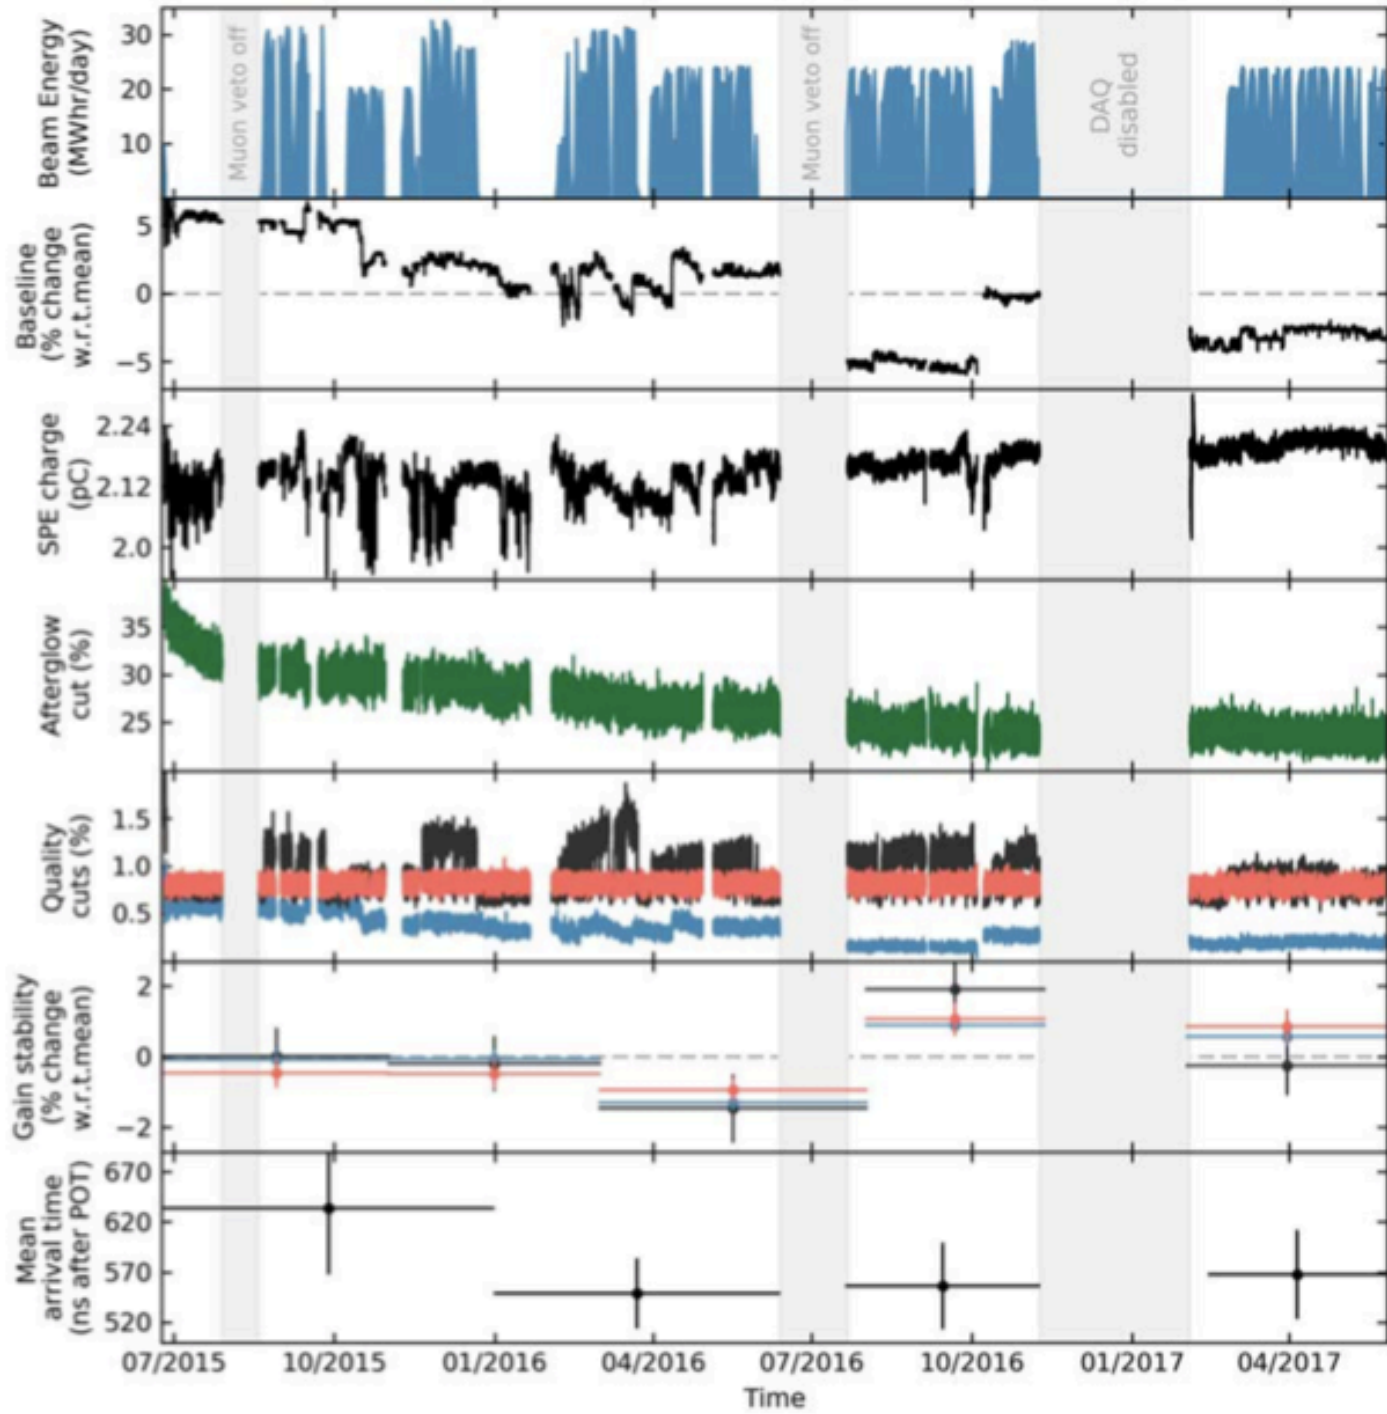 Beam Energy
(MWhr/day)
30
20
10
Muon veto off
Muon veto off
DAQ
disabled
Baseline
(% change
w.r.t.mean)
5
0
−5
SPE charge
(pC)
2.24
2.12
2.0
Afterglow
cut (%)
35
30
25
Quality
cuts (%)
1.5
1.0
0.5
Gain stability
(% change
w.r.t.mean)
2
0
−2
Mean
arrival time
(ns after POT)
670
620
570
520
07/2015 10/2015 01/2016 04/2016 07/2016 10/2016 01/2017 04/2017
Time